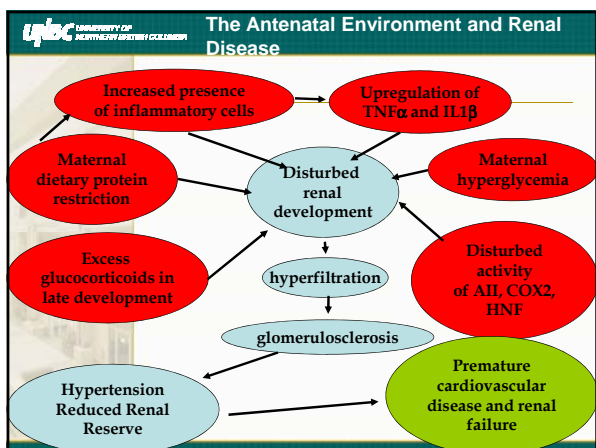 unbc UNIVERSITY OF
NORTHERN BRITISH COLUMBIA
The Antenatal Environment and Renal
Disease
Increased presence
of inflammatory cells
Upregulation of
TNFα and IL1β
Maternal
dietary protein
restriction
Disturbed
renal
development
Maternal
hyperglycemia
Excess
glucocorticoids in
late development
hyperfiltration
Disturbed
activity
of AII, COX2,
HNF
glomerulosclerosis
Hypertension
Reduced Renal
Reserve
Premature
cardiovascular
disease and renal
failure